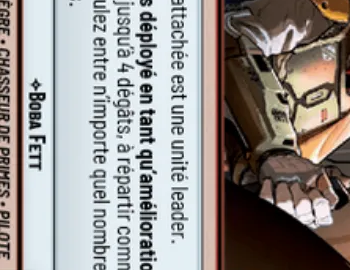 attachée est une unité leader.
s déployé en tant qu'amélioratio
jusqu'à 4 dégâts, à répartir comm
ulez entre n'importe quel nombre
BOBA FETT
ÈGRE • CHASSEUR DE PRIMES • PILOTE